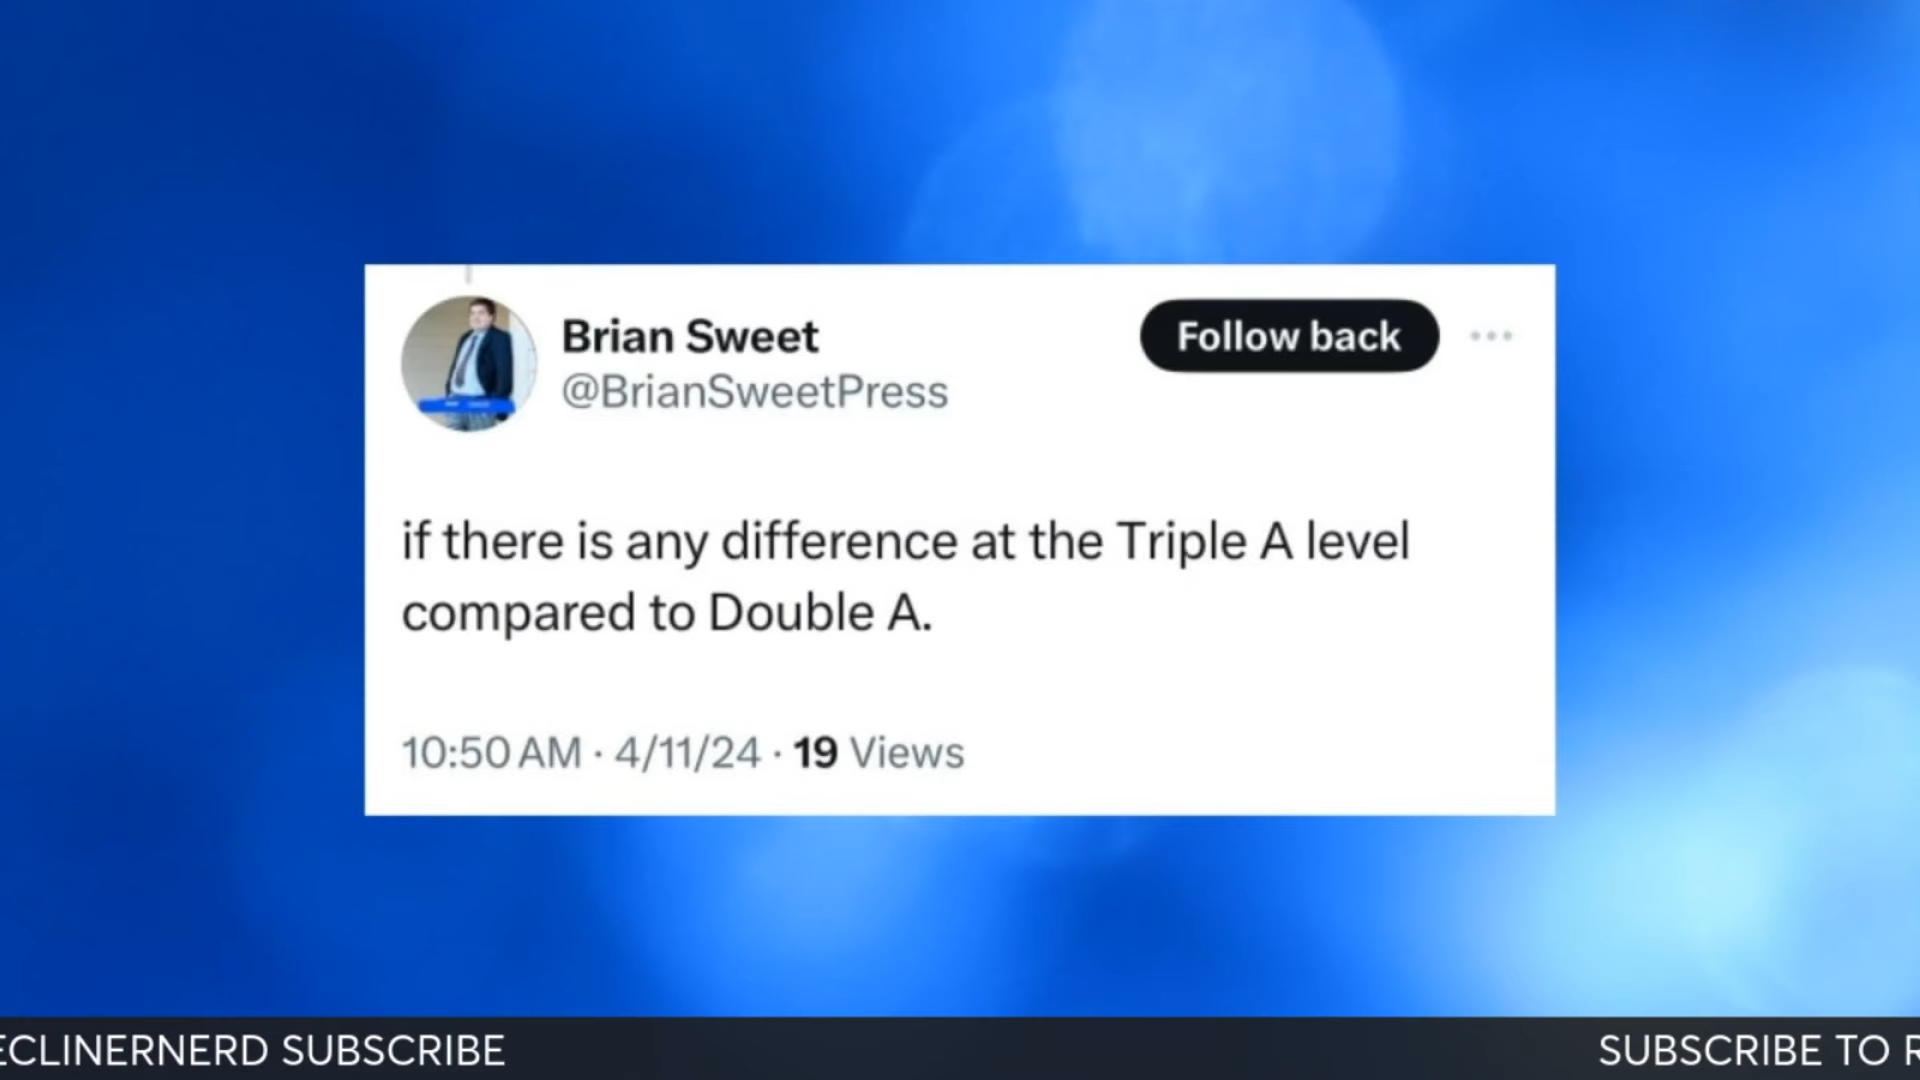 Brian Sweet
Follow back
@BrianSweetPress
if there is any difference at the Triple A level
compared to Double A.
10:50 AM · 4/11/24 · 19 Views
ECLINERNERD SUBSCRIBE
SUBSCRIBE TO R